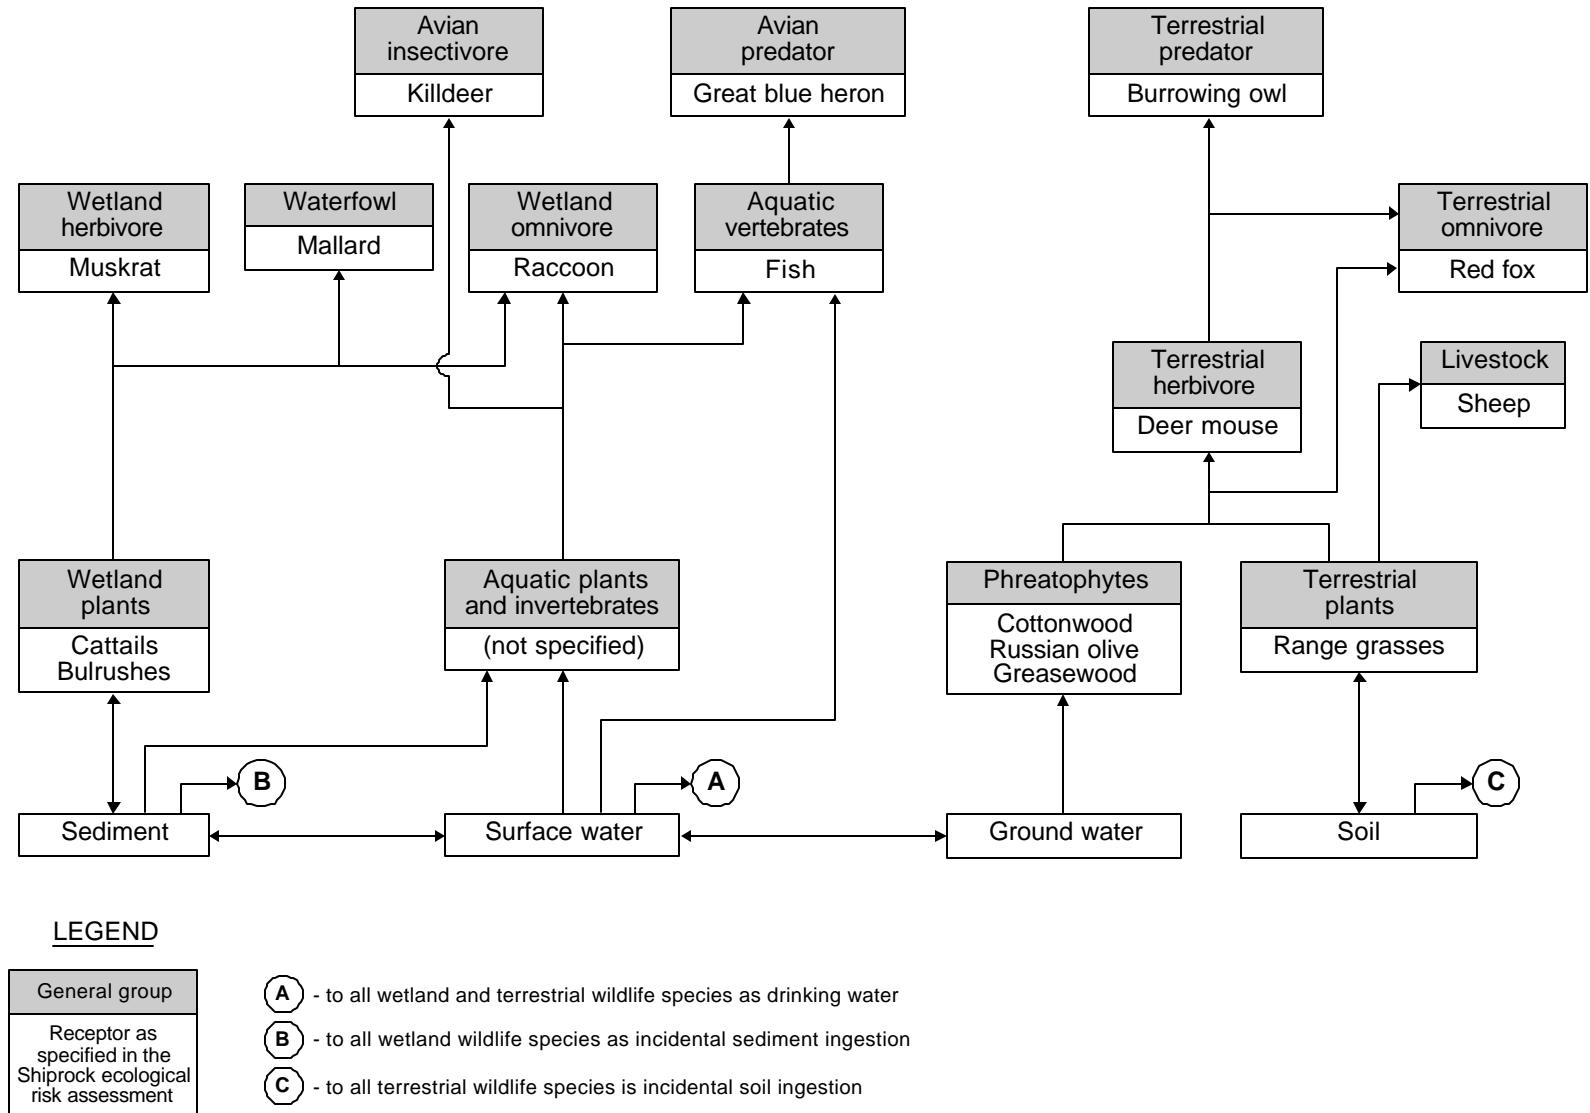 Avian
insectivore
Killdeer
Avian
predator
Great blue heron
Terrestrial
predator
Burrowing owl
Wetland
herbivore
Muskrat
Waterfowl
Mallard
Wetland
omnivore
Raccoon
Aquatic
vertebrates
Fish
Terrestrial
omnivore
Red fox
Terrestrial
herbivore
Deer mouse
Livestock
Sheep
Wetland
plants
Cattails
Bulrushes
Aquatic plants
and invertebrates
(not specified)
Phreatophytes
Cottonwood
Russian olive
Greasewood
Terrestrial
plants
Range grasses
B
A
C
Sediment
Surface water
Ground water
Soil
LEGEND
General group
Receptor as
specified in the
Shiprock ecological
risk assessment
A - to all wetland and terrestrial wildlife species as drinking water
B - to all wetland wildlife species as incidental sediment ingestion
C - to all terrestrial wildlife species is incidental soil ingestion